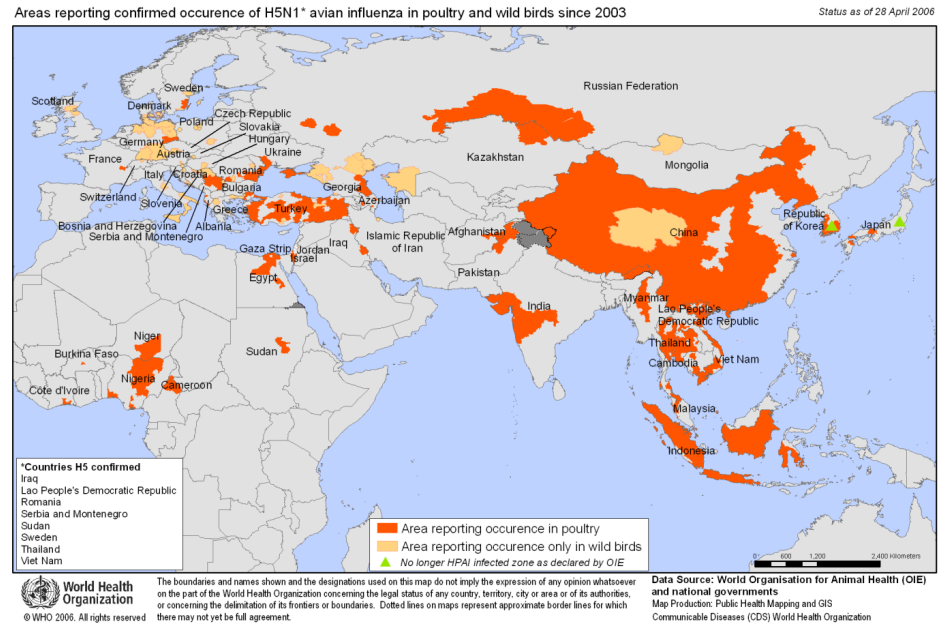 Areas reporting confirmed occurence of H5N1* avian influenza in poultry and wild birds since 2003
Status as of 28 April 2006
Russian Federation
Sweden
Scotland
Denmark
Czech Republic
Poland
Slovakia
Germany
Hungary
Austria
Ukraine
France
Kazakhstan
Mongolia
Italy
Croatia
Romania
Georgia
Bulgaria
Switzerland
Slovenia
Azerbaijan
Greece
Turkey
Republic
of Korea
Japan
Bosnia and Herzegovina
Albania
Serbia and Montenegro
China
Gaza Strip
Jordan
Iraq
Islamic Republic
of Iran
Afghanistan
Israel
Egypt
Pakistan
India
Myanmar
Lao People's
Democratic Republic
Niger
Thailand
Burkina Faso
Sudan
Viet Nam
Cambodia
Nigeria
Cameroon
Côte d'Ivoire
Malaysia
Indonesia
*Countries H5 confirmed
Iraq
Lao People's Democratic Republic
Romania
Serbia and Montenegro
Sudan
Sweden
Thailand
Viet Nam
Area reporting occurence in poultry
Area reporting occurence only in wild birds
No longer HPAI infected zone as declared by OIE
0 600 1,200 2,400 Kilometers
World Health
Organization
© WHO 2006. All rights reserved
The boundaries and names shown and the designations used on this map do not imply the expression of any opinion whatsoever
on the part of the World Health Organization concerning the legal status of any country, territory, city or area or of its authorities,
or concerning the delimitation of its frontiers or boundaries. Dotted lines on maps represent approximate border lines for which
there may not yet be full agreement.
Data Source: World Organisation for Animal Health (OIE)
and national governments
Map Production: Public Health Mapping and GIS
Communicable Diseases (CDS) World Health Organization